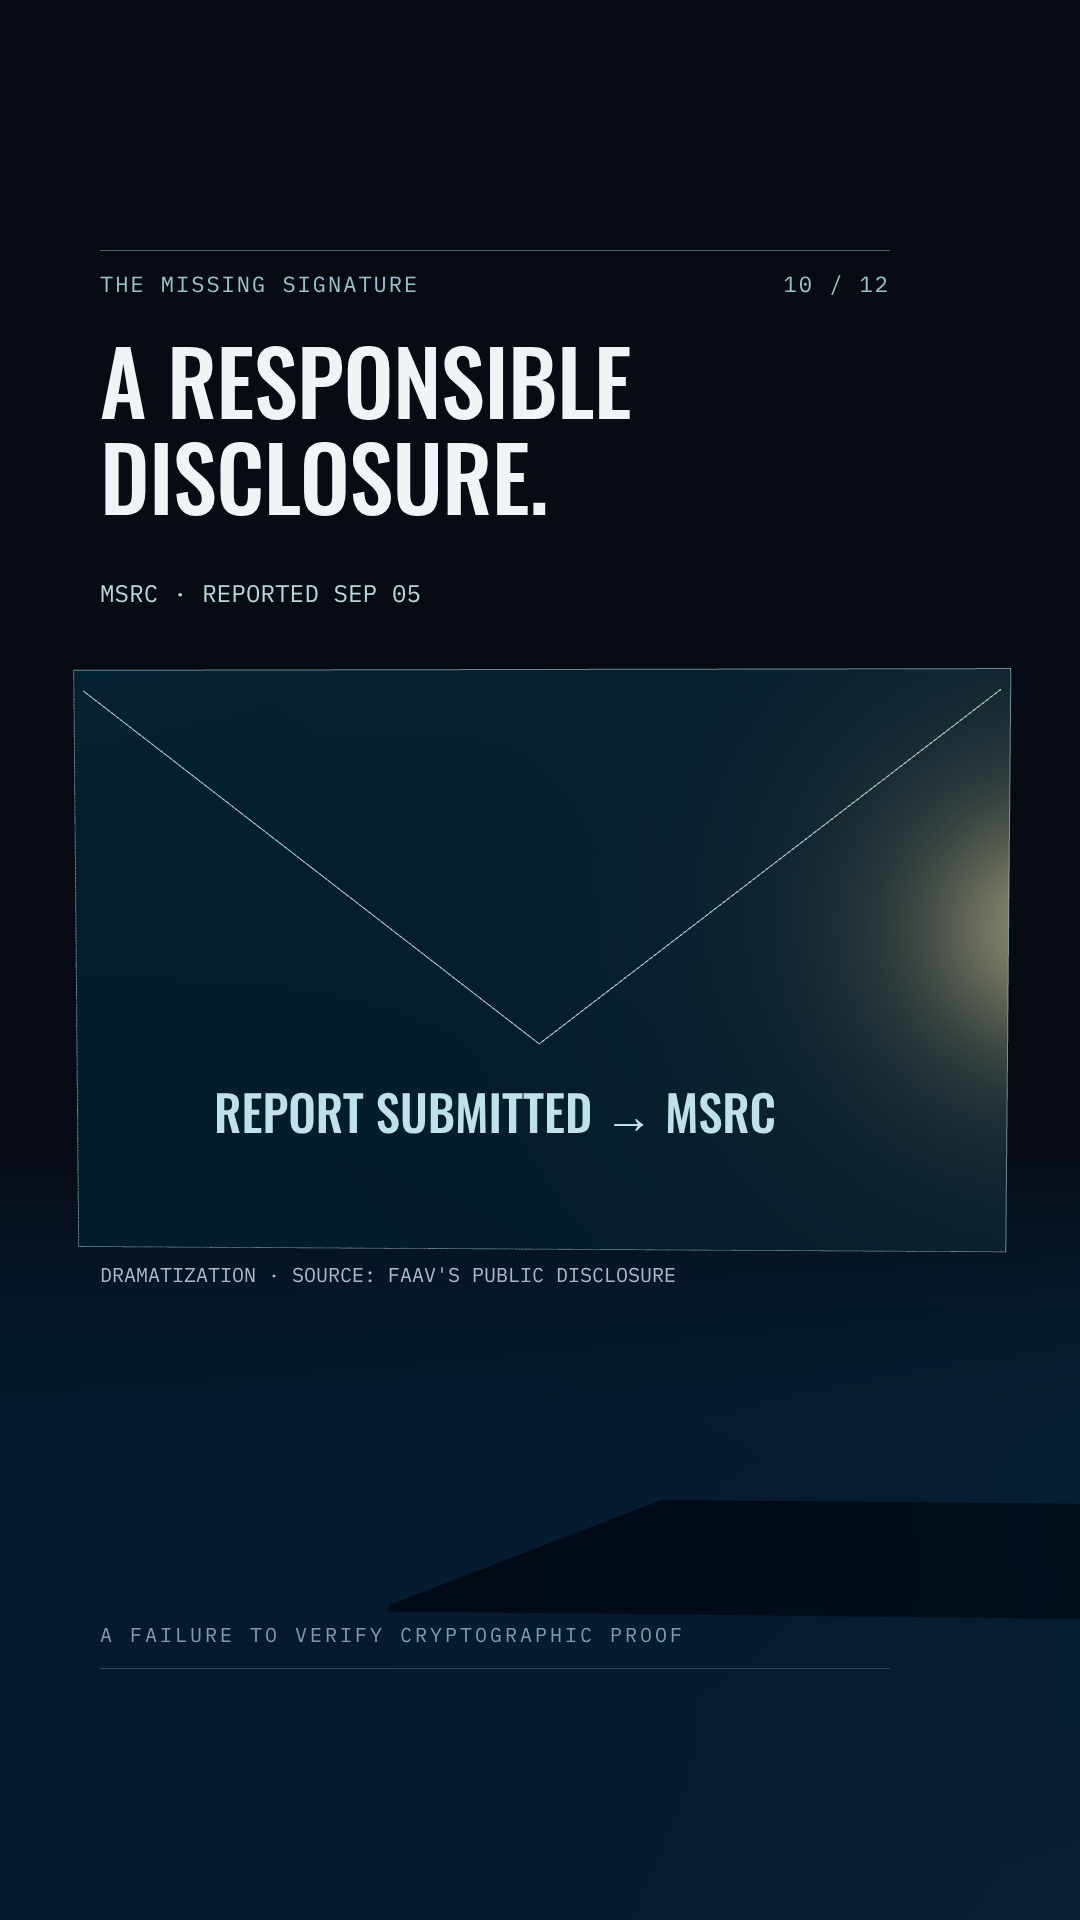 THE MISSING SIGNATURE 10 / 12
A RESPONSIBLE
DISCLOSURE.
MSRC · REPORTED SEP 05
REPORT SUBMITTED → MSRC
DRAMATIZATION · SOURCE: FAAV'S PUBLIC DISCLOSURE
A FAILURE TO VERIFY CRYPTOGRAPHIC PROOF